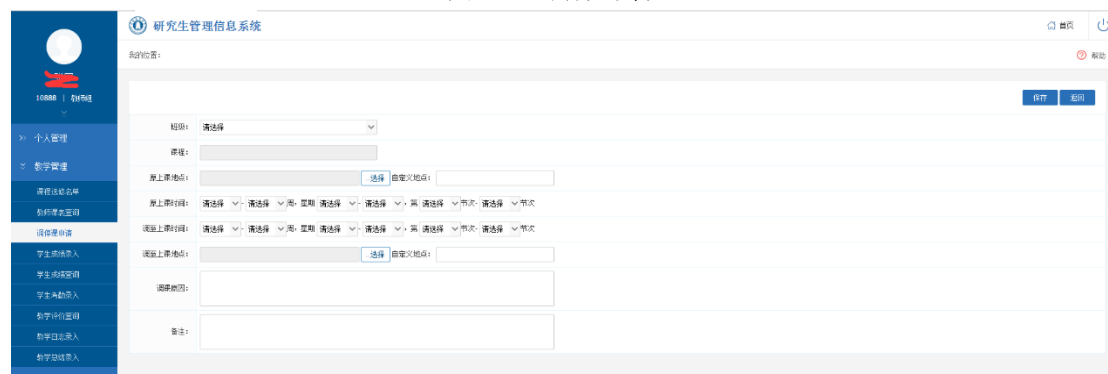 研究生管理信息系统
首页
我的位置：
帮助
10888 | 教师组
保存 返回
个人管理
教学管理
课程选修名单
教师课表查询
调停课申请
学生成绩录入
学生成绩查询
学生考勤录入
教学评价查询
教学日志录入
教学总结录入
班级： 请选择
课程：
原上课地点： 选择 自定义地点：
原上课时间： 请选择 - 请选择 周，星期 请选择 - 请选择 ，第 请选择 节次- 请选择 节次
调至上课时间： 请选择 - 请选择 周，星期 请选择 - 请选择 ，第 请选择 节次- 请选择 节次
调至上课地点： 选择 自定义地点：
调课原因：
备注：